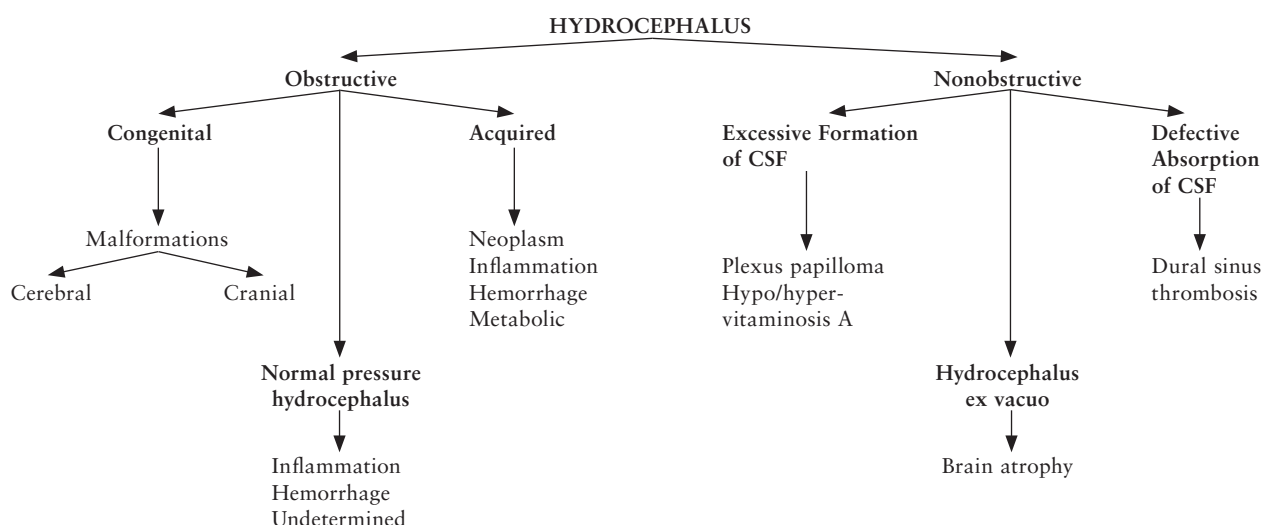 HYDROCEPHALUS
Obstructive
Nonobstructive
Congenital
Acquired
Excessive Formation
of CSF
Defective
Absorption
of CSF
Malformations
Cerebral
Cranial
Neoplasm
Inflammation
Hemorrhage
Metabolic
Plexus papilloma
Hypo/hyper-
vitaminosis A
Dural sinus
thrombosis
Normal pressure
hydrocephalus
Hydrocephalus
ex vacuo
Inflammation
Hemorrhage
Undetermined
Brain atrophy